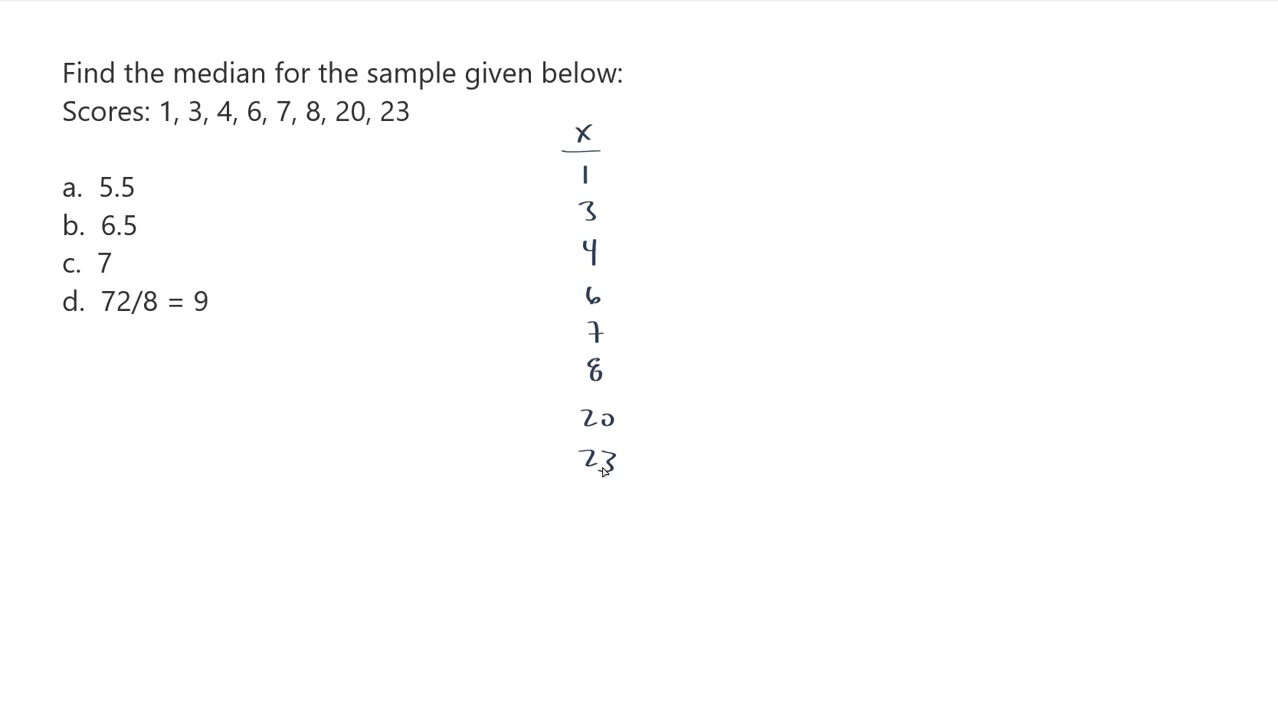 Find the median for the sample given below:
Scores: 1, 3, 4, 6, 7, 8, 20, 23
a. 5.5
b. 6.5
c. 7
d. 72/8 = 9
x
1
3
4
6
7
8
20
23